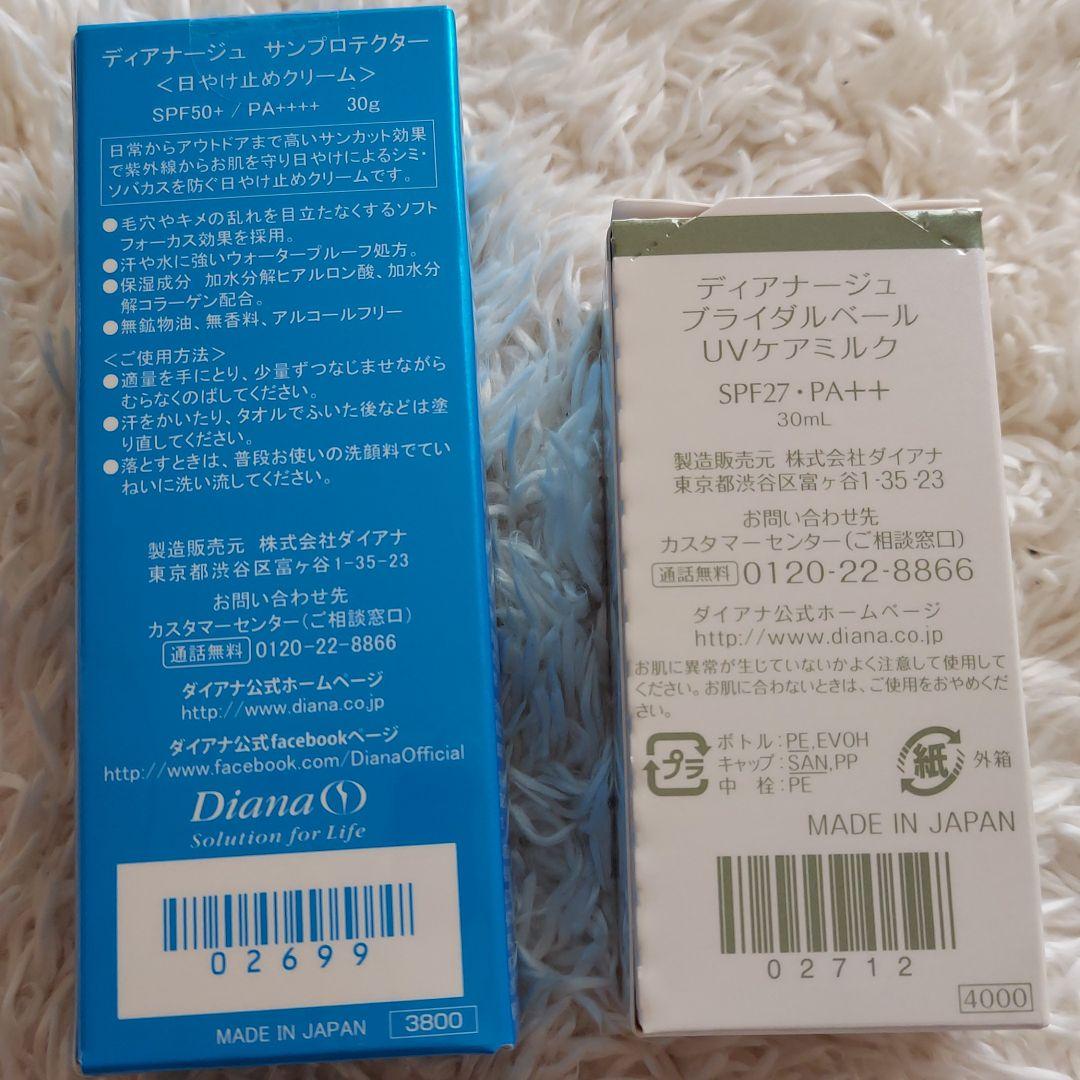 ディアナージュ サンプロテクター
＜日やけ止めクリーム＞
SPF50+ / PA++++ 30g
日常からアウトドアまで高いサンカット効果
で紫外線からお肌を守り日やけによるシミ・
ソバカスを防ぐ日やけ止めクリームです。
●毛穴やキメの乱れを目立たなくするソフト
フォーカス効果を採用。
●汗や水に強いウォータープルーフ処方。
●保湿成分 加水分解ヒアルロン酸、加水分
解コラーゲン配合。
●無鉱物油、無香料、アルコールフリー
＜ご使用方法＞
●適量を手にとり、少量ずつなじませながら
むらなくのばしてください。
●汗をかいたり、タオルでふいた後などは塗
り直してください。
●落とすときは、普段お使いの洗顔料でてい
ねいに洗い流してください。
製造販売元 株式会社ダイアナ
東京都渋谷区富ヶ谷1-35-23
お問い合わせ先
カスタマーセンター(ご相談窓口)
通話無料 0120-22-8866
ダイアナ公式ホームページ
http://www.diana.co.jp
ダイアナ公式facebookページ
http://www.facebook.com/DianaOfficial
Diana
Solution for Life
02699
MADE IN JAPAN 3800
ディアナージュ
ブライダルベール
UVケアミルク
SPF27・PA++
30mL
製造販売元 株式会社ダイアナ
東京都渋谷区富ヶ谷1-35-23
お問い合わせ先
カスタマーセンター(ご相談窓口)
通話無料 0120-22-8866
ダイアナ公式ホームページ
http://www.diana.co.jp
お肌に異常が生じていないかよく注意して使用して
ください。お肌に合わないときは、ご使用をおやめくだ
さい。
プラ ボトル:PE,EVOH
キャップ:SAN,PP
中 栓:PE
紙 外箱
MADE IN JAPAN
02712
4000